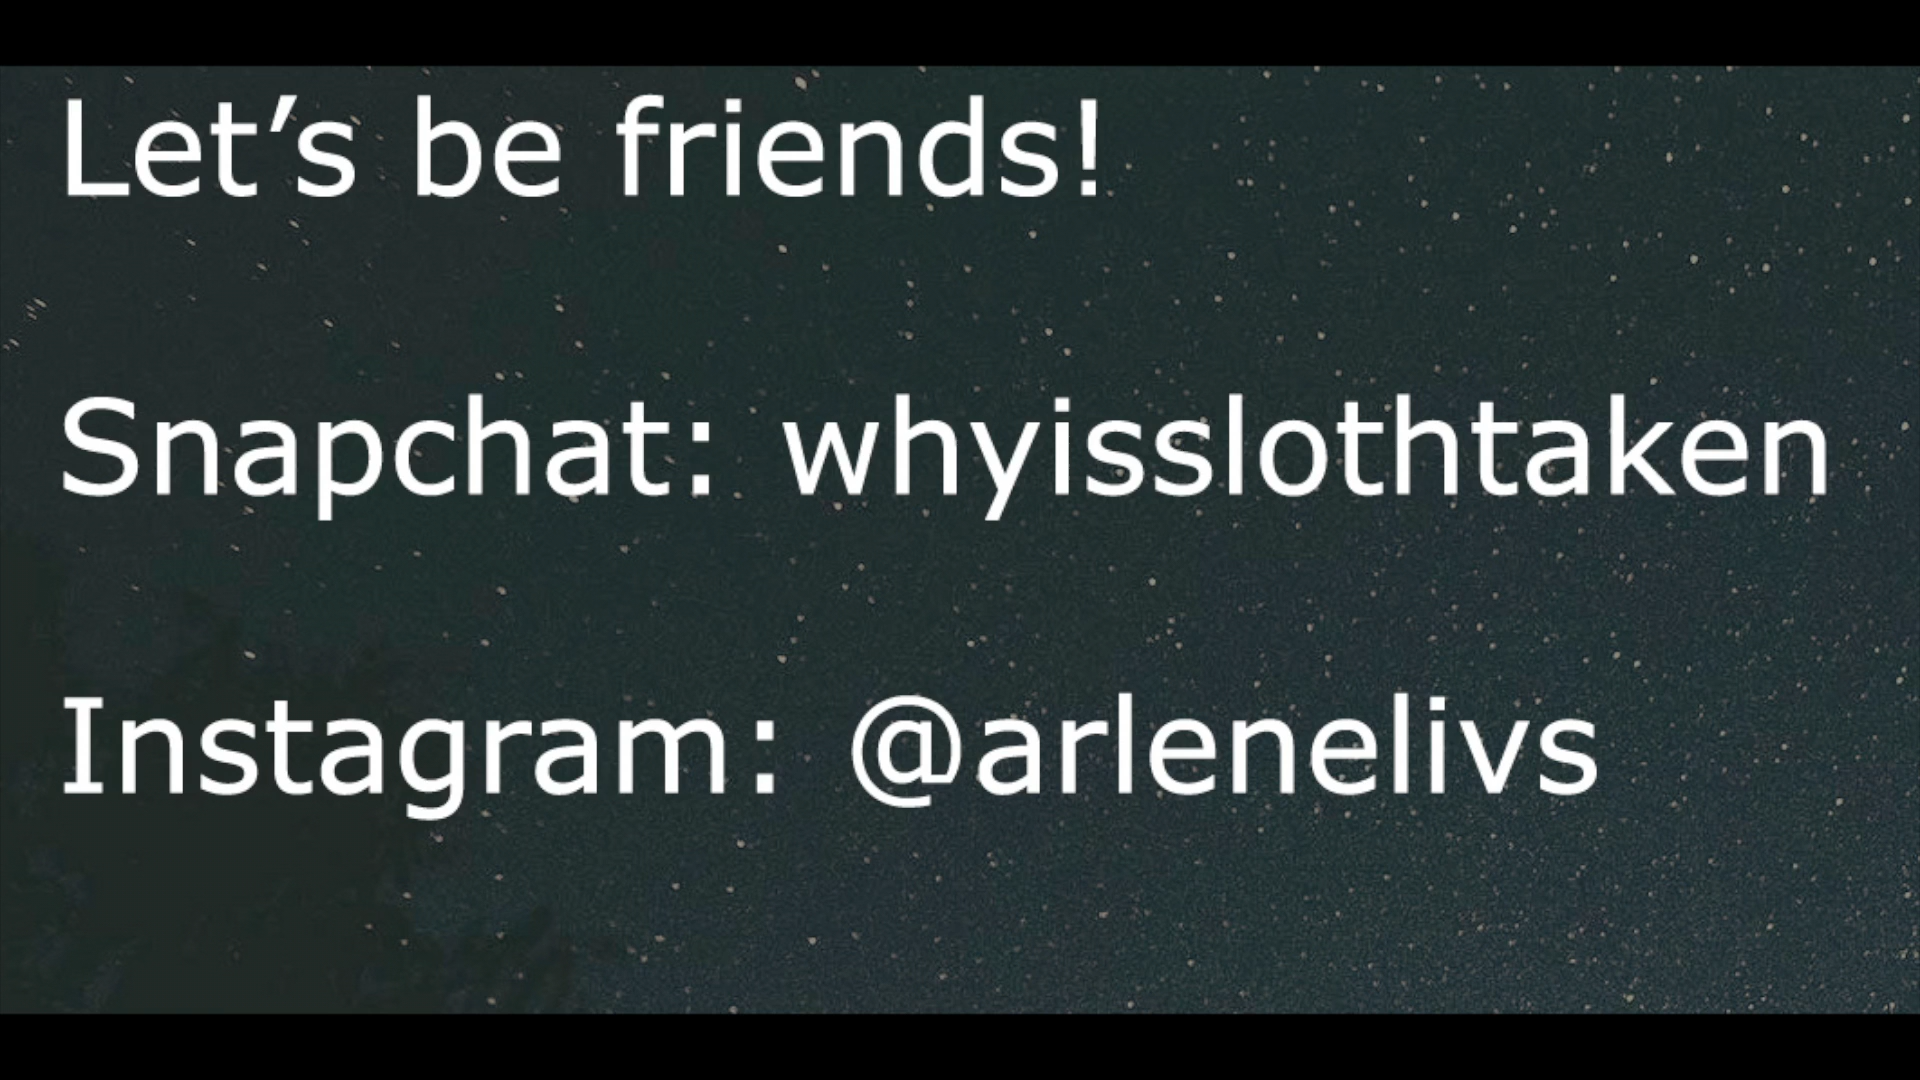 Let’s be friends!
Snapchat: whyisslothtaken
Instagram: @arlenelivs